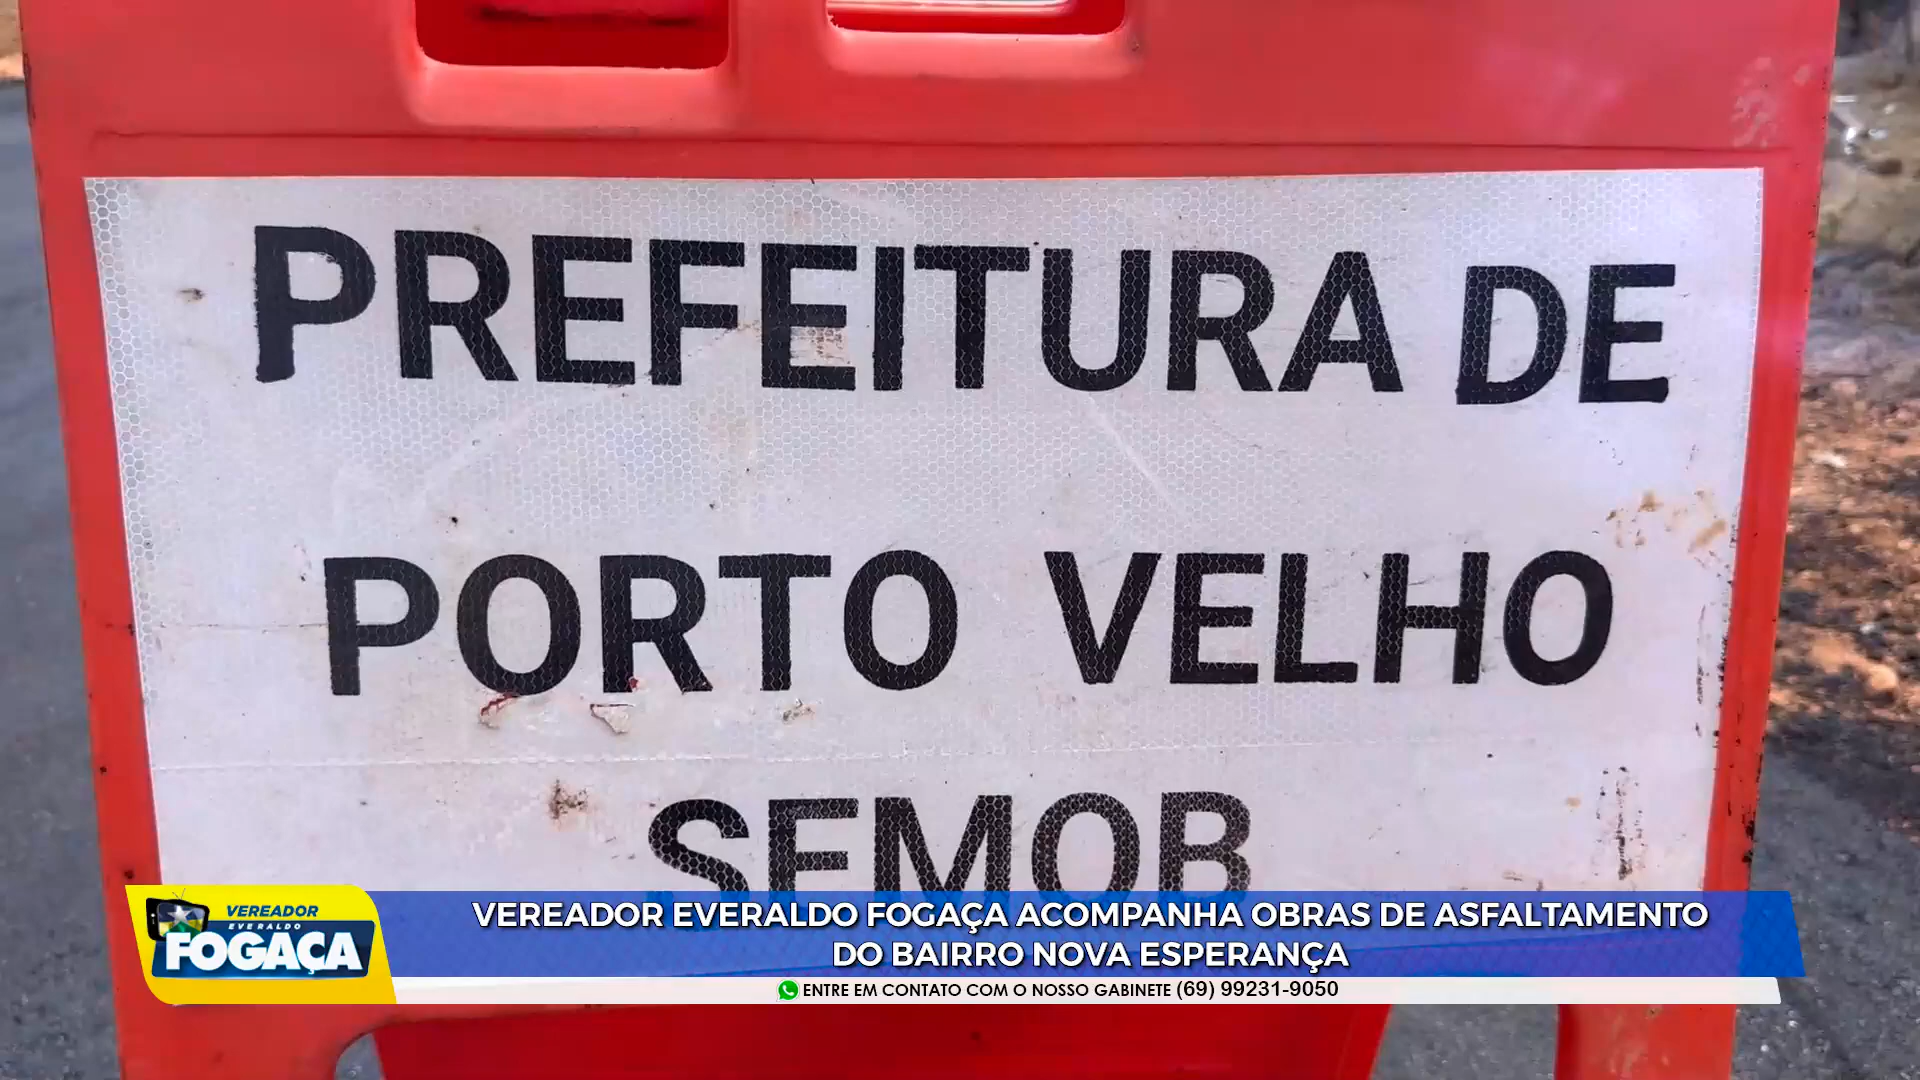 PREFEITURA DE
PORTO VELHO
SEMOB
VEREADOR
EVERALDO
FOGAÇA
VEREADOR EVERALDO FOGAÇA ACOMPANHA OBRAS DE ASFALTAMENTO
DO BAIRRO NOVA ESPERANÇA
ENTRE EM CONTATO COM O NOSSO GABINETE (69) 99231-9050